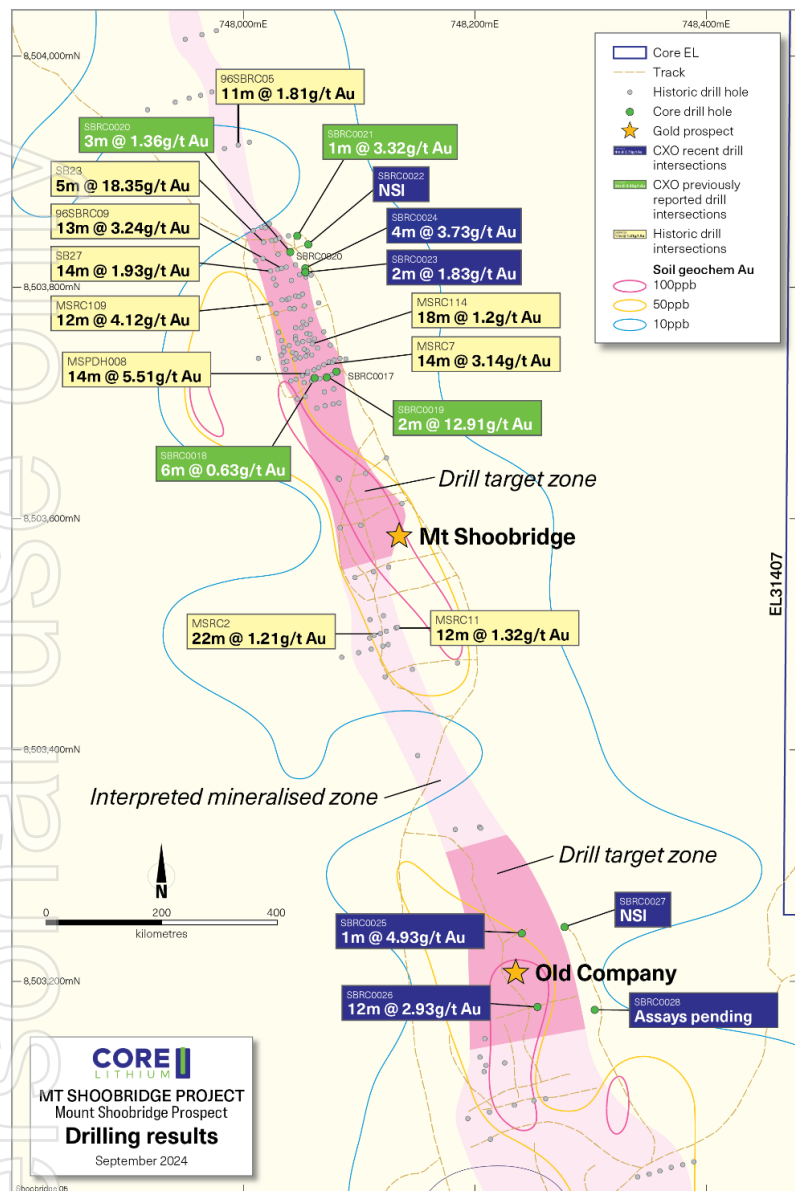 748,000mE
748,200mE
748,400mE
8,504,000mN
8,503,800mN
8,503,600mN
8,503,400mN
8,503,200mN
Core EL
Track
Historic drill hole
Core drill hole
Gold prospect
CXO recent drill
intersections
CXO previously
reported drill
intersections
Historic drill
intersections
Soil geochem Au
100ppb
50ppb
10ppb
96SBRC05
11m @ 1.81g/t Au
SBRC0020
3m @ 1.36g/t Au
SBRC0021
1m @ 3.32g/t Au
SB23
5m @ 18.35g/t Au
SBRC0022
NSI
96SBRC09
13m @ 3.24g/t Au
SBRC0024
4m @ 3.73g/t Au
SB27
14m @ 1.93g/t Au
SBRC0020
SBRC0023
2m @ 1.83g/t Au
MSRC109
12m @ 4.12g/t Au
MSRC114
18m @ 1.2g/t Au
MSPDH008
14m @ 5.51g/t Au
MSRC7
14m @ 3.14g/t Au
SBRC0017
SBRC0019
2m @ 12.91g/t Au
SBRC0018
6m @ 0.63g/t Au
Drill target zone
Mt Shoobridge
EL31407
MSRC2
22m @ 1.21g/t Au
MSRC11
12m @ 1.32g/t Au
Interpreted mineralised zone
Drill target zone
N
0 200 400
kilometres
SBRC0025
1m @ 4.93g/t Au
SBRC0027
NSI
Old Company
SBRC0026
12m @ 2.93g/t Au
SBRC0028
Assays pending
CORE
LITHIUM
MT SHOOBRIDGE PROJECT
Mount Shoobridge Prospect
Drilling results
September 2024
Shoobridge 05
ersonal use only